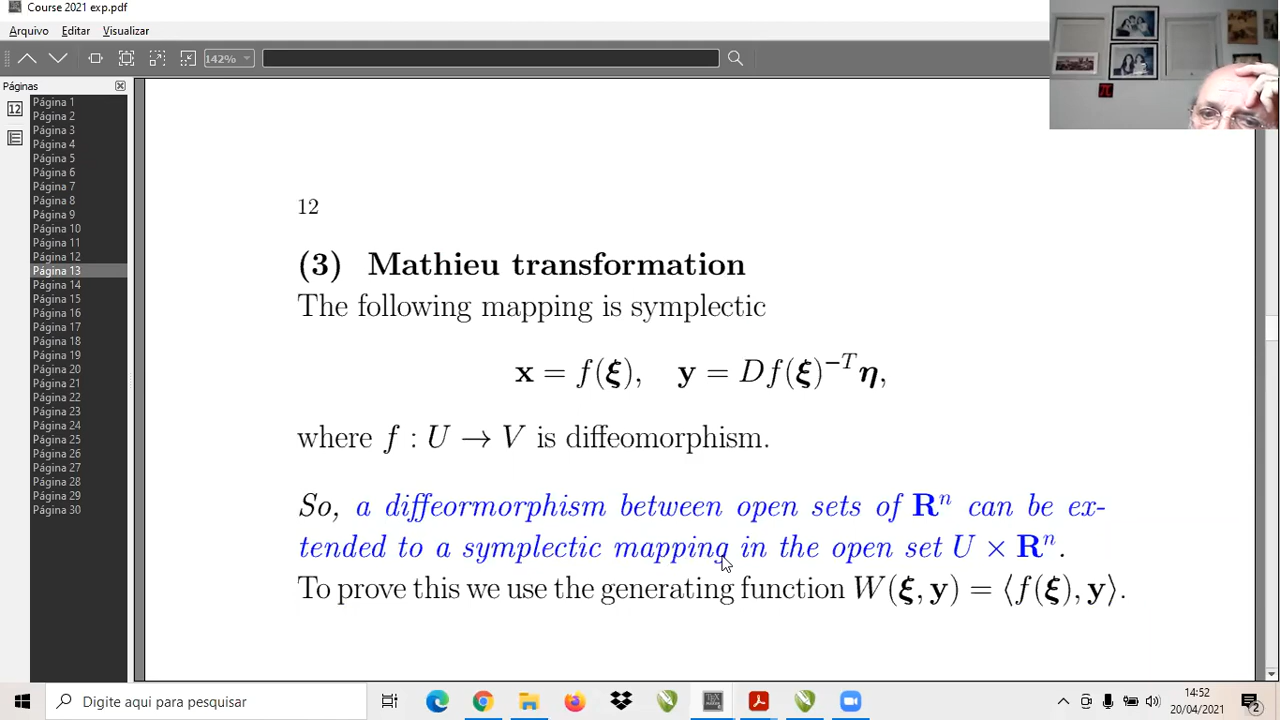 Course 2021 exp.pdf
Arquivo Editar Visualizar
142%
Páginas
12
Página 1
Página 2
Página 3
Página 4
Página 5
Página 6
Página 7
Página 8
Página 9
Página 10
Página 11
Página 12
Página 13
Página 14
Página 15
Página 16
Página 17
Página 18
Página 19
Página 20
Página 21
Página 22
Página 23
Página 24
Página 25
Página 26
Página 27
Página 28
Página 29
Página 30
12
(3) Mathieu transformation
The following mapping is symplectic
x = f(ξ), y = Df(ξ)⁻ᵀη,
where f : U → V is diffeomorphism.
So, a diffeormorphism between open sets of Rⁿ can be ex-
tended to a symplectic mapping in the open set U × Rⁿ.
To prove this we use the generating function W(ξ, y) = ⟨f(ξ), y⟩.
π
Digite aqui para pesquisar
14:52
20/04/2021
2